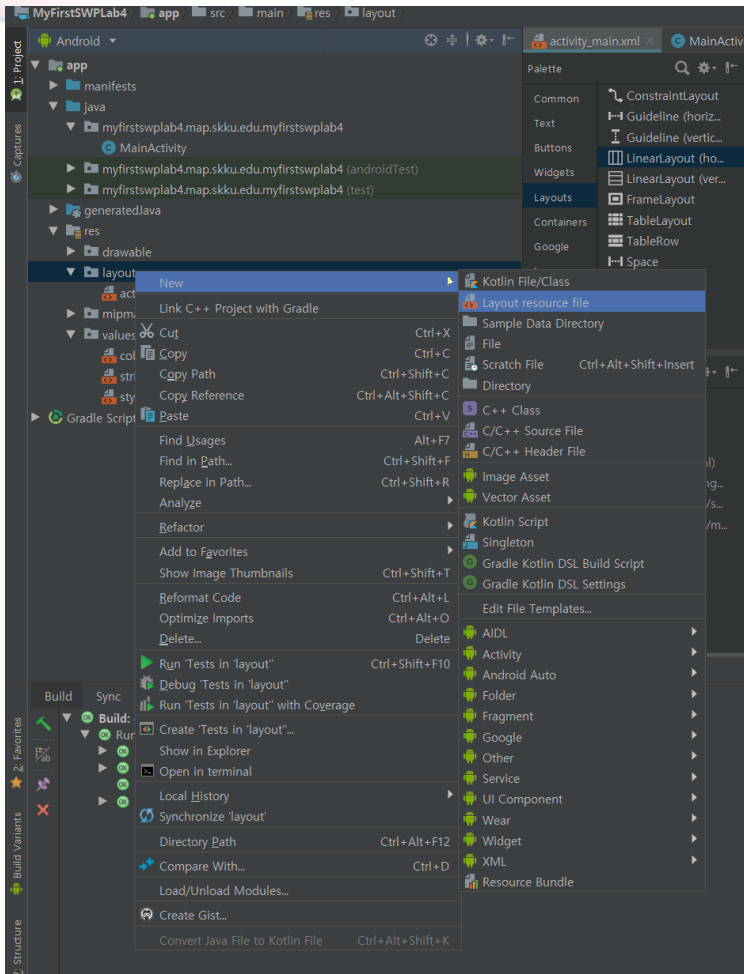 MyFirstSWPLab4 app src main res layout
1: Project
Captures
Android
app
manifests
java
myfirstswplab4.map.skku.edu.myfirstswplab4
MainActivity
myfirstswplab4.map.skku.edu.myfirstswplab4 (androidTest)
myfirstswplab4.map.skku.edu.myfirstswplab4 (test)
generatedJava
res
drawable
layout
act
mipma
values
col
stri
sty
Gradle Script
activity_main.xml
MainActiv
Palette
Common
Text
Buttons
Widgets
Layouts
Containers
Google
ConstraintLayout
Guideline (horiz...
Guideline (vertic...
LinearLayout (ho...
LinearLayout (ver...
FrameLayout
TableLayout
TableRow
Space
New
Link C++ Project with Gradle
Cut Ctrl+X
Copy Ctrl+C
Copy Path Ctrl+Shift+C
Copy Reference Ctrl+Alt+Shift+C
Paste Ctrl+V
Find Usages Alt+F7
Find in Path... Ctrl+Shift+F
Replace in Path... Ctrl+Shift+R
Analyze
Refactor
Add to Favorites
Show Image Thumbnails Ctrl+Shift+T
Reformat Code Ctrl+Alt+L
Optimize Imports Ctrl+Alt+O
Delete... Delete
Run 'Tests in 'layout'' Ctrl+Shift+F10
Debug 'Tests in 'layout''
Run 'Tests in 'layout'' with Coverage
Create 'Tests in 'layout''...
Show in Explorer
Open in terminal
Local History
Synchronize 'layout'
Directory Path Ctrl+Alt+F12
Compare With... Ctrl+D
Load/Unload Modules...
Create Gist...
Convert Java File to Kotlin File Ctrl+Alt+Shift+K
Kotlin File/Class
Layout resource file
Sample Data Directory
File
Scratch File Ctrl+Alt+Shift+Insert
Directory
C++ Class
C/C++ Source File
C/C++ Header File
Image Asset
Vector Asset
Kotlin Script
Singleton
Gradle Kotlin DSL Build Script
Gradle Kotlin DSL Settings
Edit File Templates...
AIDL
Activity
Android Auto
Folder
Fragment
Google
Other
Service
UI Component
Wear
Widget
XML
Resource Bundle
Build Sync
Build:
Run
2: Favorites
Build Variants
Structure